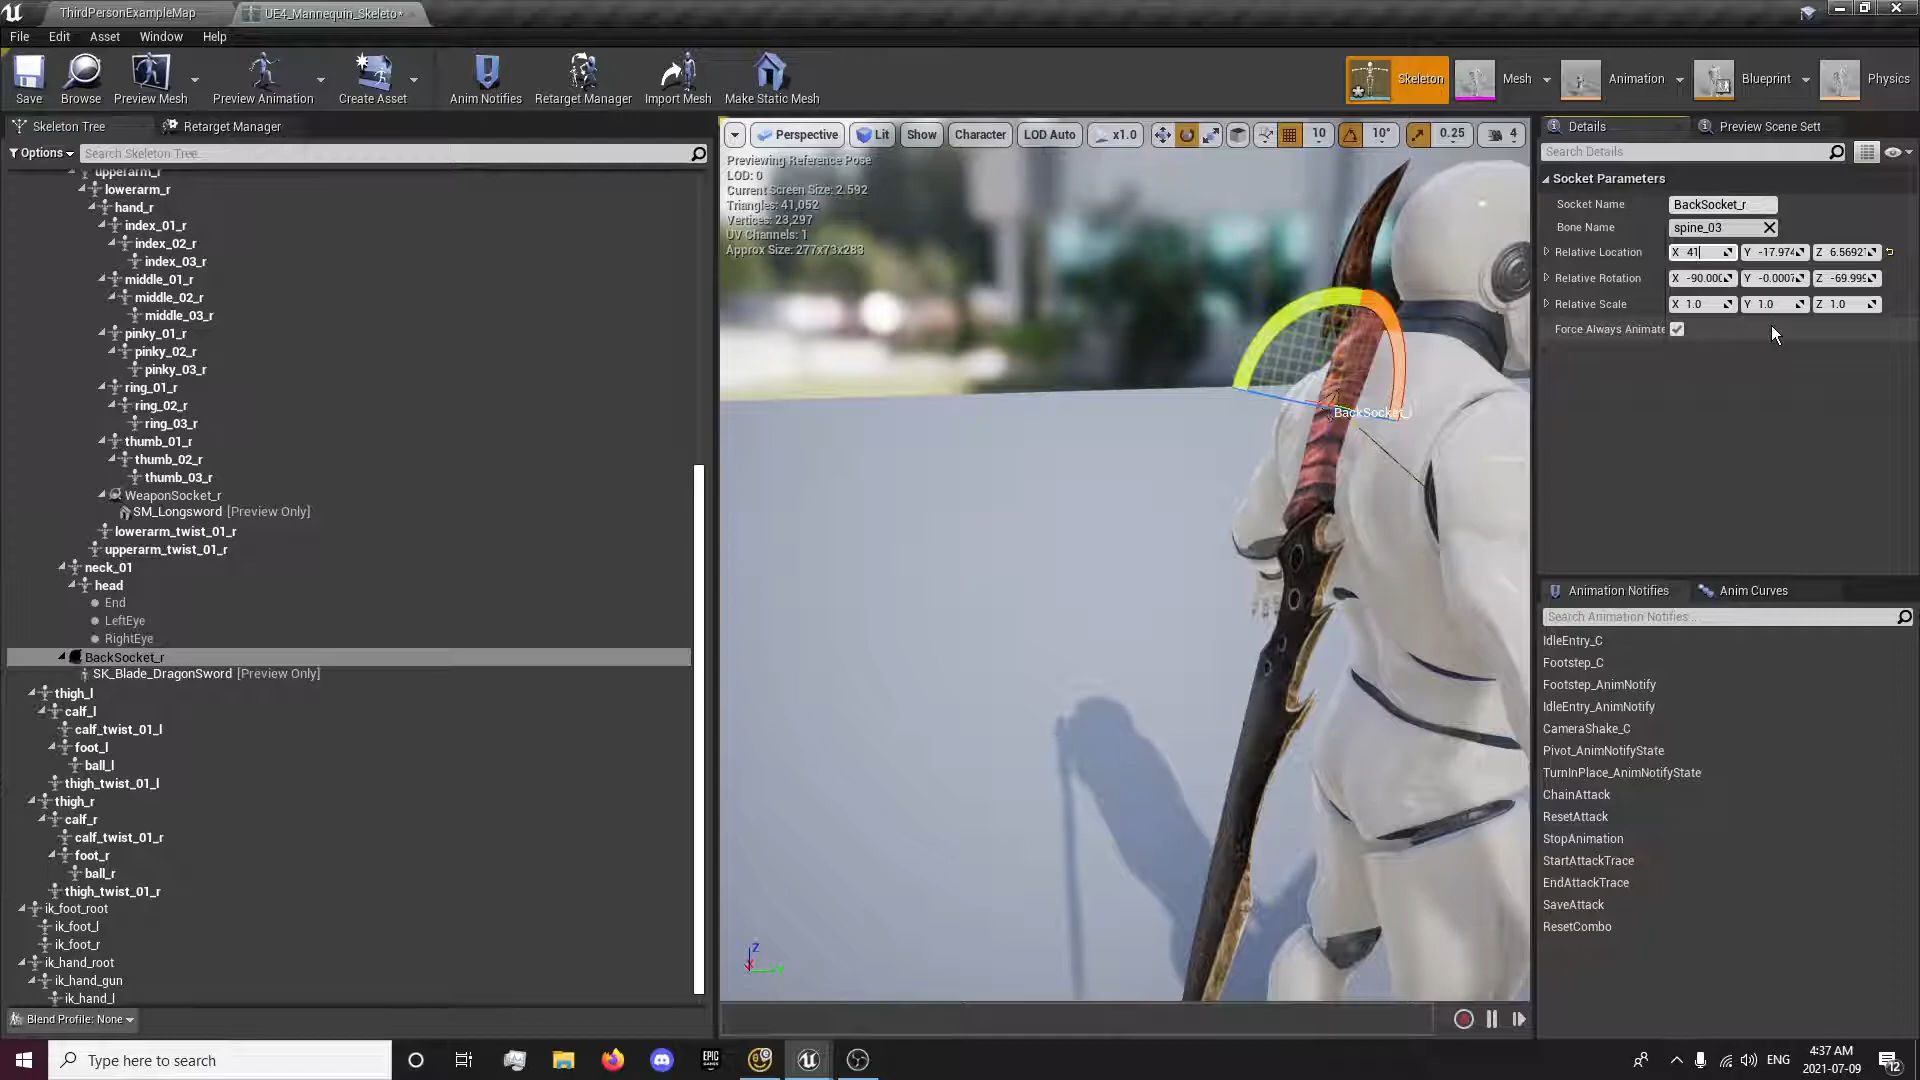 ThirdPersonExampleMap
UE4_Mannequin_Skeleto*
File Edit Asset Window Help
Save Browse Preview Mesh Preview Animation Create Asset Anim Notifies Retarget Manager Import Mesh Make Static Mesh
Skeleton Mesh Animation Blueprint Physics
Skeleton Tree Retarget Manager
Options Search Skeleton Tree...
upperarm_r
lowerarm_r
hand_r
index_01_r
index_02_r
index_03_r
middle_01_r
middle_02_r
middle_03_r
pinky_01_r
pinky_02_r
pinky_03_r
ring_01_r
ring_02_r
ring_03_r
thumb_01_r
thumb_02_r
thumb_03_r
WeaponSocket_r
SM_Longsword [Preview Only]
lowerarm_twist_01_r
upperarm_twist_01_r
neck_01
head
End
LeftEye
RightEye
BackSocket_r
SK_Blade_DragonSword [Preview Only]
thigh_l
calf_l
calf_twist_01_l
foot_l
ball_l
thigh_twist_01_l
thigh_r
calf_r
calf_twist_01_r
foot_r
ball_r
thigh_twist_01_r
ik_foot_root
ik_foot_l
ik_foot_r
ik_hand_root
ik_hand_gun
ik_hand_l
Blend Profile: None
Perspective Lit Show Character LOD Auto x1.0 10 10° 0.25 4
Previewing Reference Pose
LOD: 0
Current Screen Size: 2.592
Triangles: 41,052
Vertices: 23,297
UV Channels: 1
Approx Size: 277x73x283
BackSocket_r
Z
X
Y
Details Preview Scene Sett
Search Details
Socket Parameters
Socket Name BackSocket_r
Bone Name spine_03
Relative Location X 41 Y -17.974 Z 6.56921
Relative Rotation X -90.000 Y -0.0007 Z -69.999
Relative Scale X 1.0 Y 1.0 Z 1.0
Force Always Animate
Animation Notifies Anim Curves
Search Animation Notifies...
IdleEntry_C
Footstep_C
Footstep_AnimNotify
IdleEntry_AnimNotify
CameraShake_C
Pivot_AnimNotifyState
TurnInPlace_AnimNotifyState
ChainAttack
ResetAttack
StopAnimation
StartAttackTrace
EndAttackTrace
SaveAttack
ResetCombo
Type here to search
EPIC GAMES
ENG
4:37 AM
2021-07-09
12